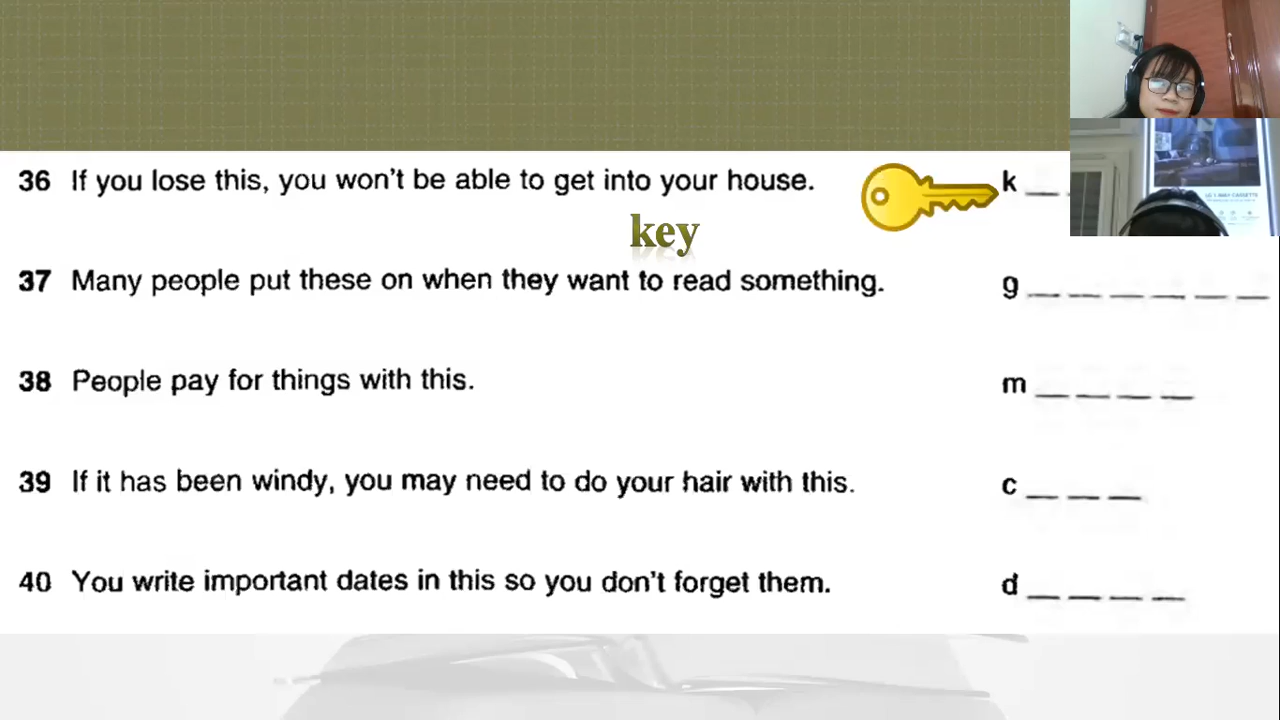 36 If you lose this, you won't be able to get into your house. k _
key
37 Many people put these on when they want to read something. g _ _ _ _ _ _
38 People pay for things with this. m _ _ _ _
39 If it has been windy, you may need to do your hair with this. c _ _ _
40 You write important dates in this so you don't forget them. d _ _ _ _